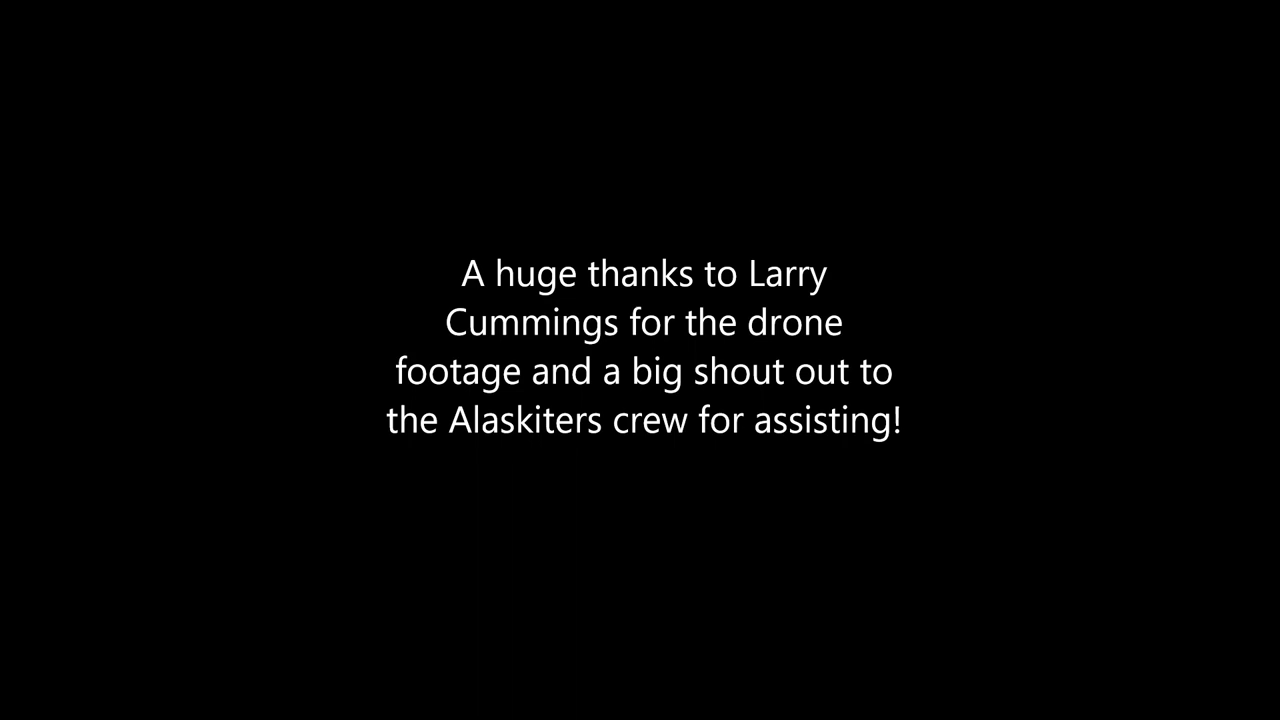 A huge thanks to Larry
Cummings for the drone
footage and a big shout out to
the Alaskiters crew for assisting!